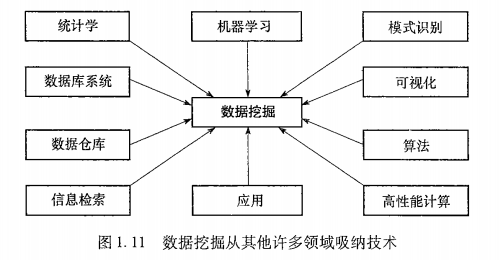 统计学
机器学习
模式识别
数据库系统
可视化
数据挖掘
数据仓库
算法
信息检索
应用
高性能计算
图1.11 数据挖掘从其他许多领域吸纳技术